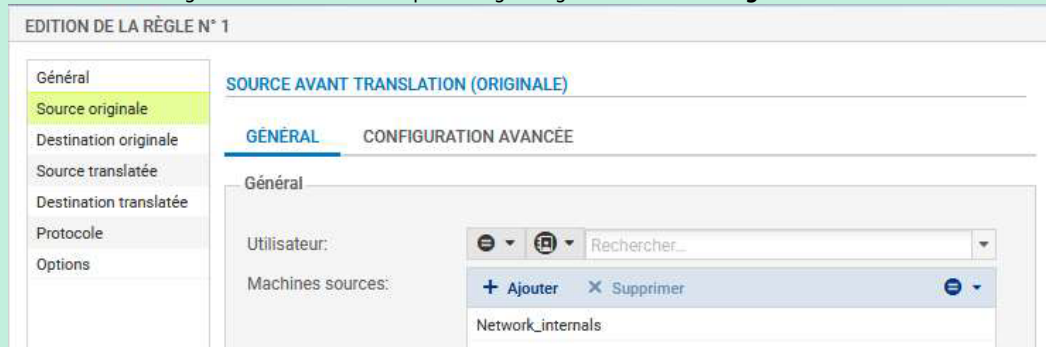 EDITION DE LA RÈGLE N° 1
Général
Source originale
Destination originale
Source translatée
Destination translatée
Protocole
Options
SOURCE AVANT TRANSLATION (ORIGINALE)
GÉNÉRAL CONFIGURATION AVANCÉE
Général
Utilisateur: Rechercher...
Machines sources: Ajouter Supprimer
Network_internals